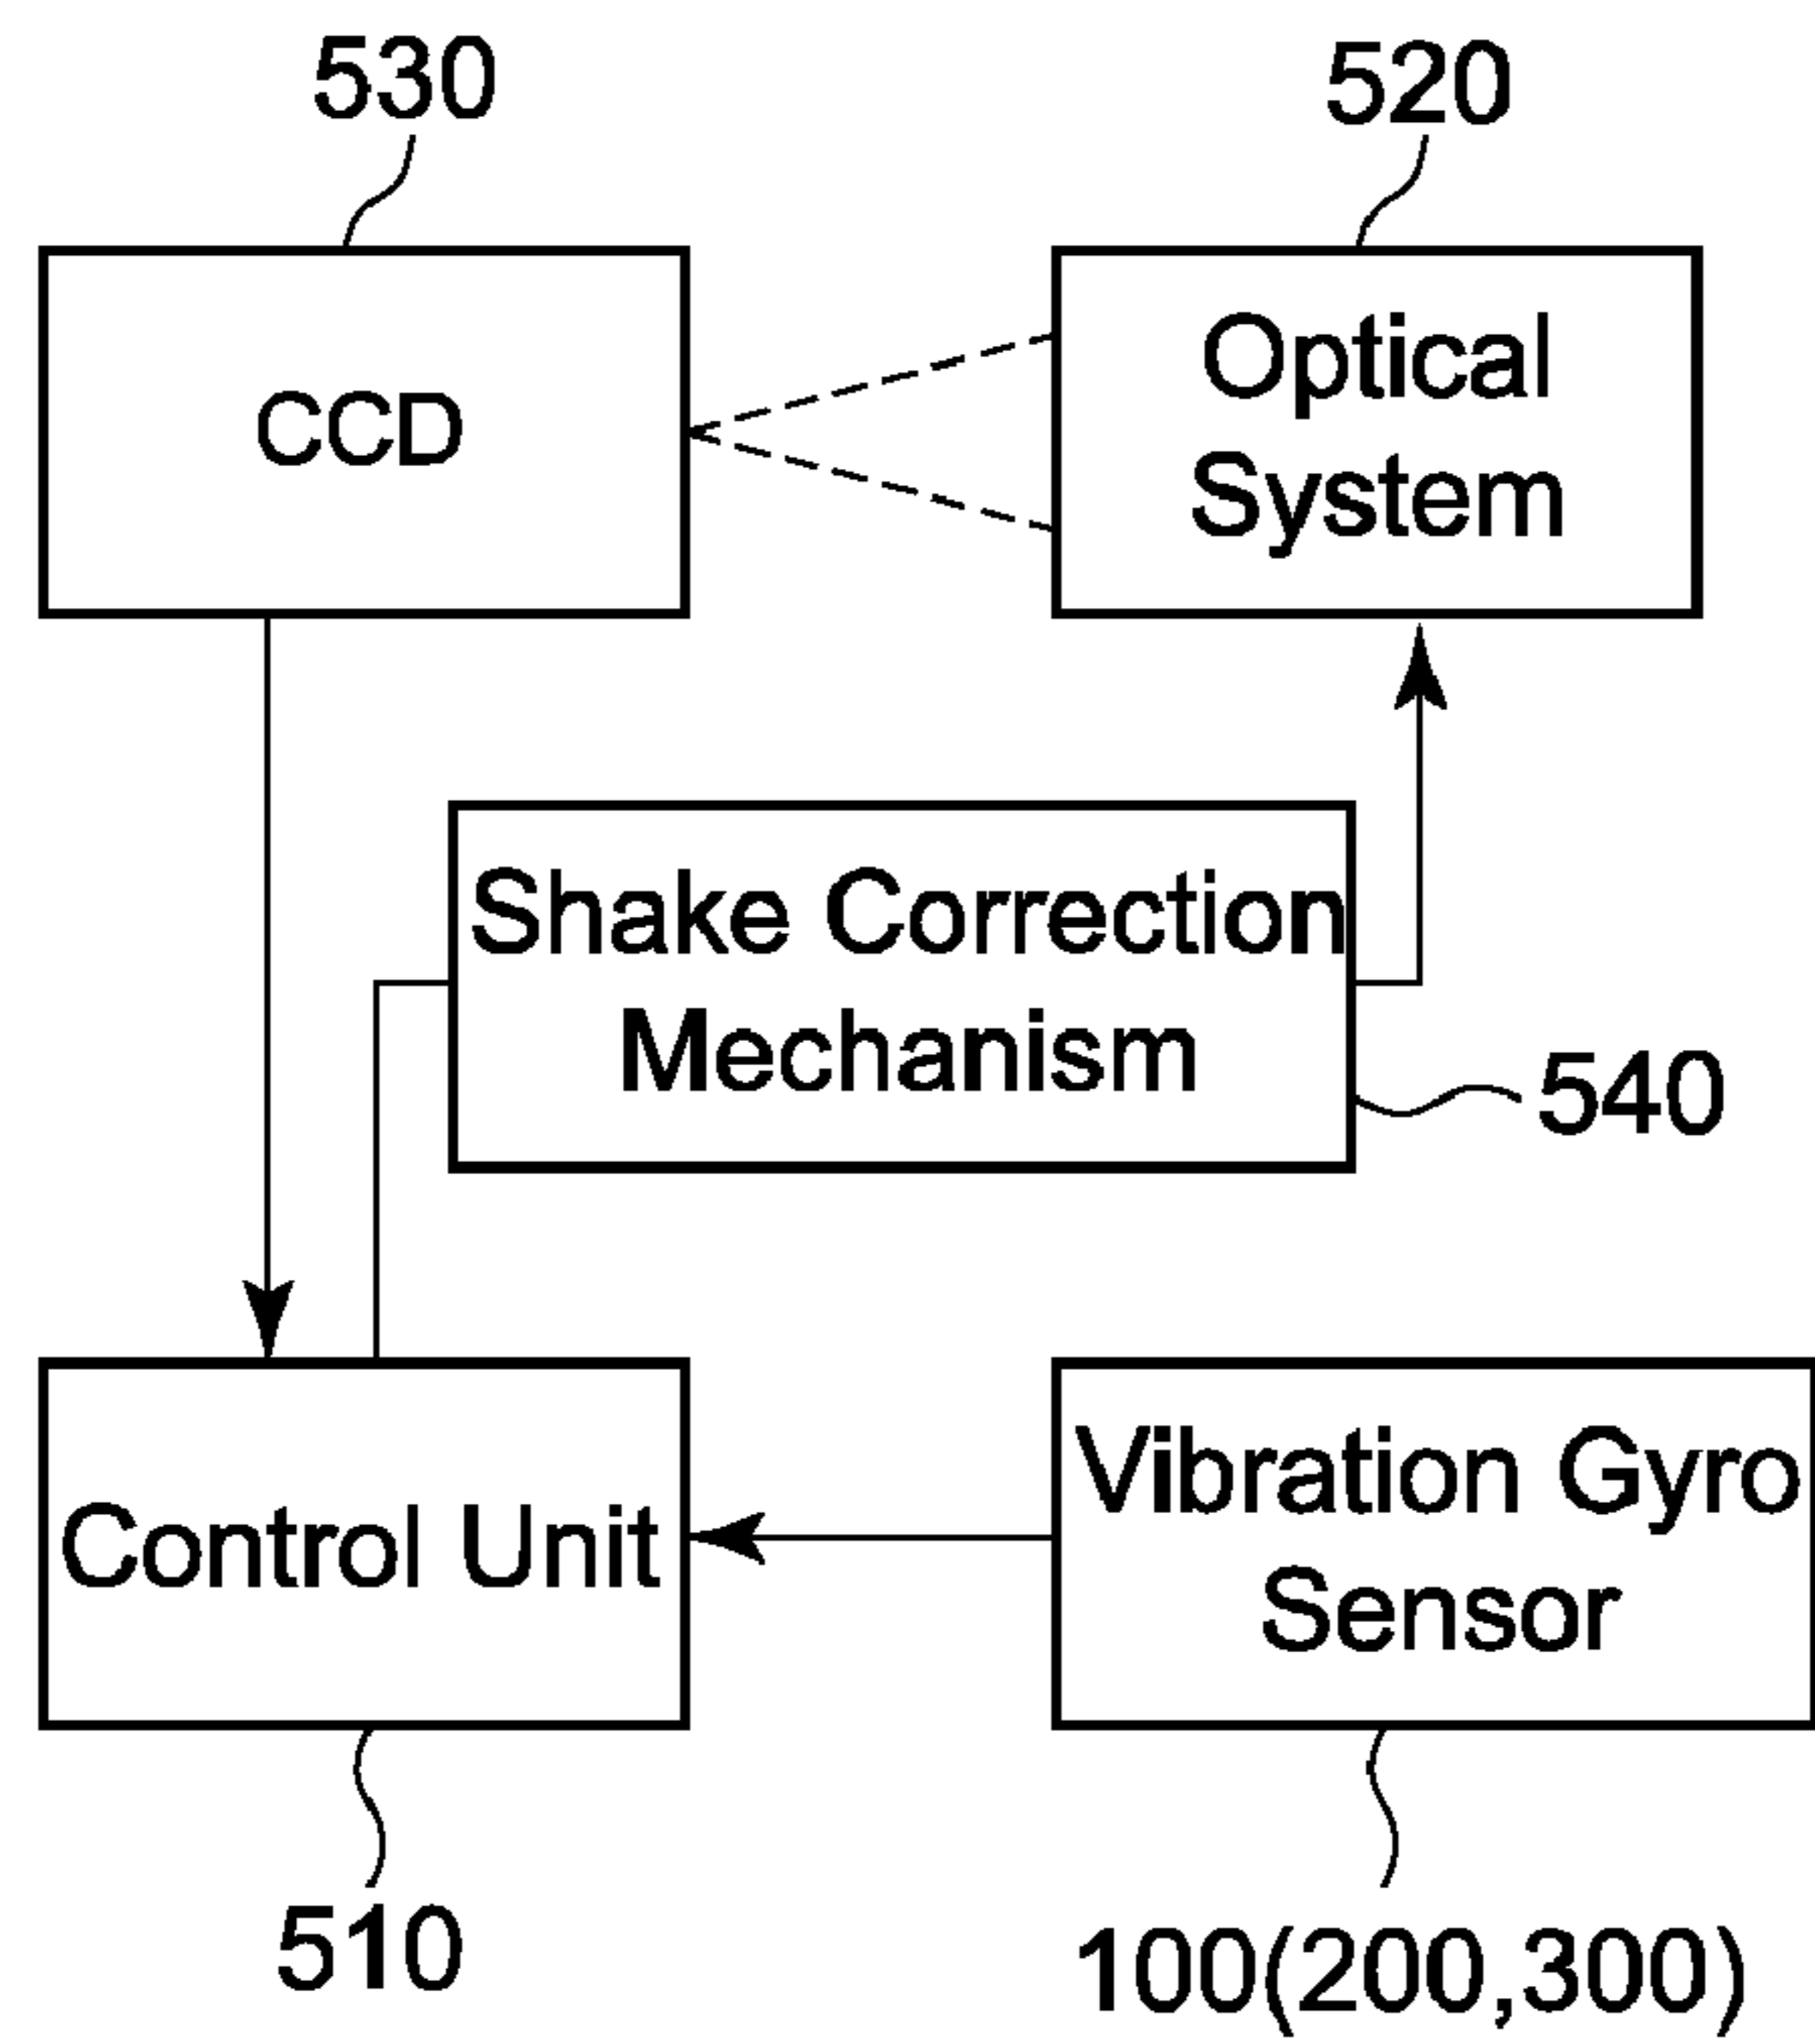 530
520
CCD
Optical
System
Shake Correction
Mechanism
540
Control Unit
Vibration Gyro
Sensor
510
100(200,300)